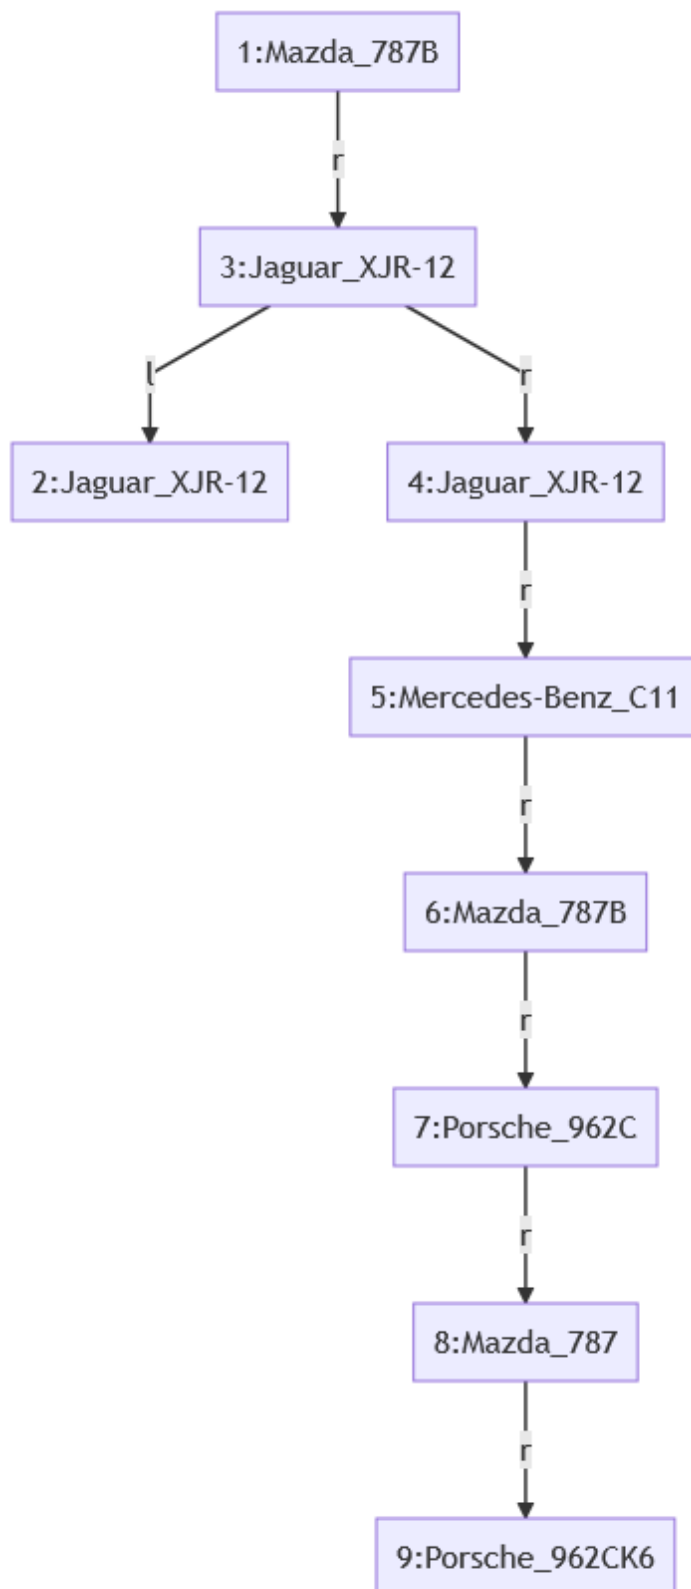 1:Mazda_787B
r
3:Jaguar_XJR-12
l
r
2:Jaguar_XJR-12
4:Jaguar_XJR-12
r
5:Mercedes-Benz_C11
r
6:Mazda_787B
r
7:Porsche_962C
r
8:Mazda_787
r
9:Porsche_962CK6